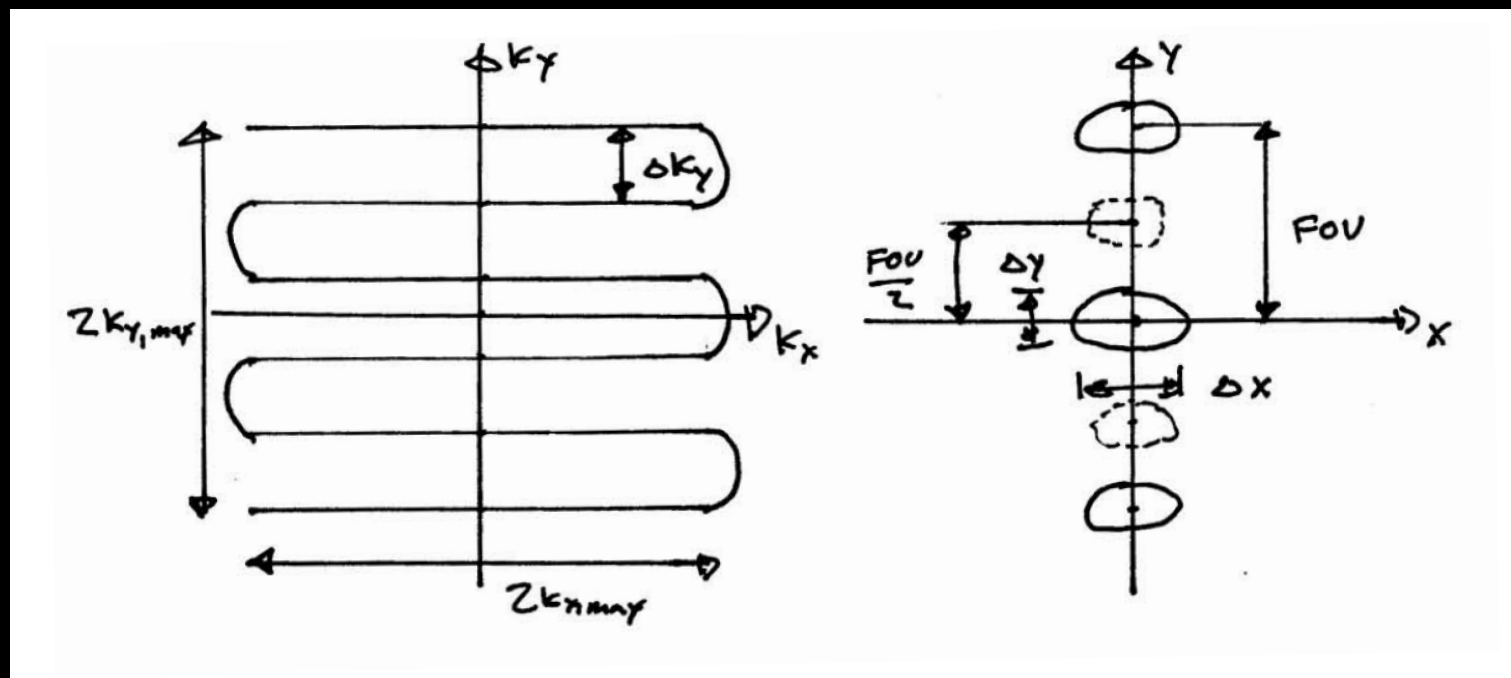 Ky
ΔKy
2Ky,max
Kx
2Kx,max
Y
FOV
FOV
2
ΔY
X
ΔX